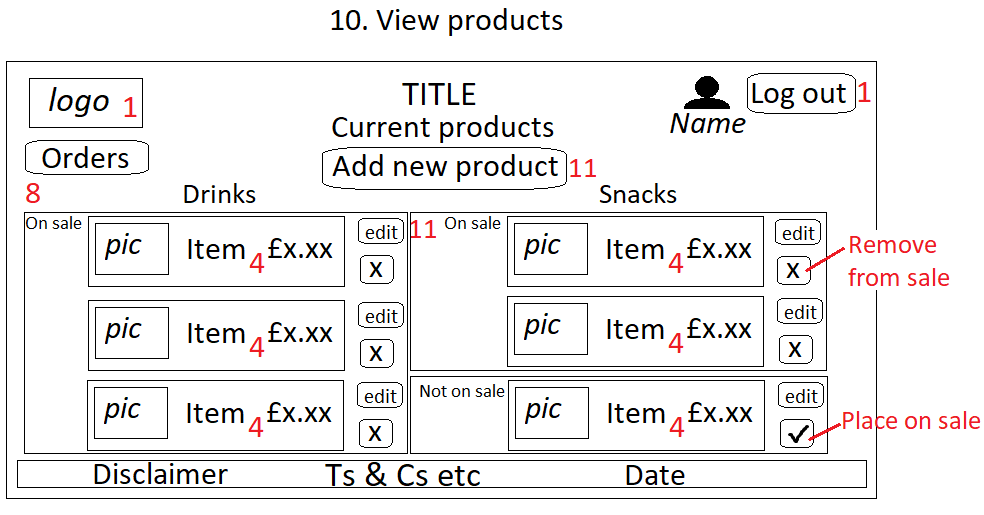 10. View products
logo 1
TITLE
Name
Log out 1
Current products
Orders
Add new product 11
8
Drinks
Snacks
On sale
pic
Item 4 £x.xx
edit 11
x
pic
Item 4 £x.xx
edit
x
pic
Item 4 £x.xx
edit
x
On sale
pic
Item 4 £x.xx
edit
x
Remove
from sale
pic
Item 4 £x.xx
edit
x
Not on sale
pic
Item 4 £x.xx
edit
Place on sale
Disclaimer
Ts & Cs etc
Date